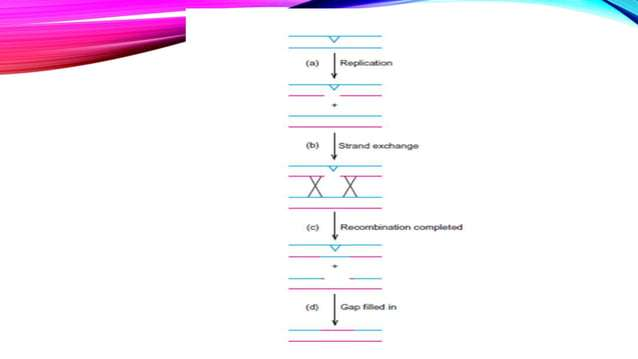 (a) Replication
+
(b) Strand exchange
(c) Recombination completed
+
(d) Gap filled in